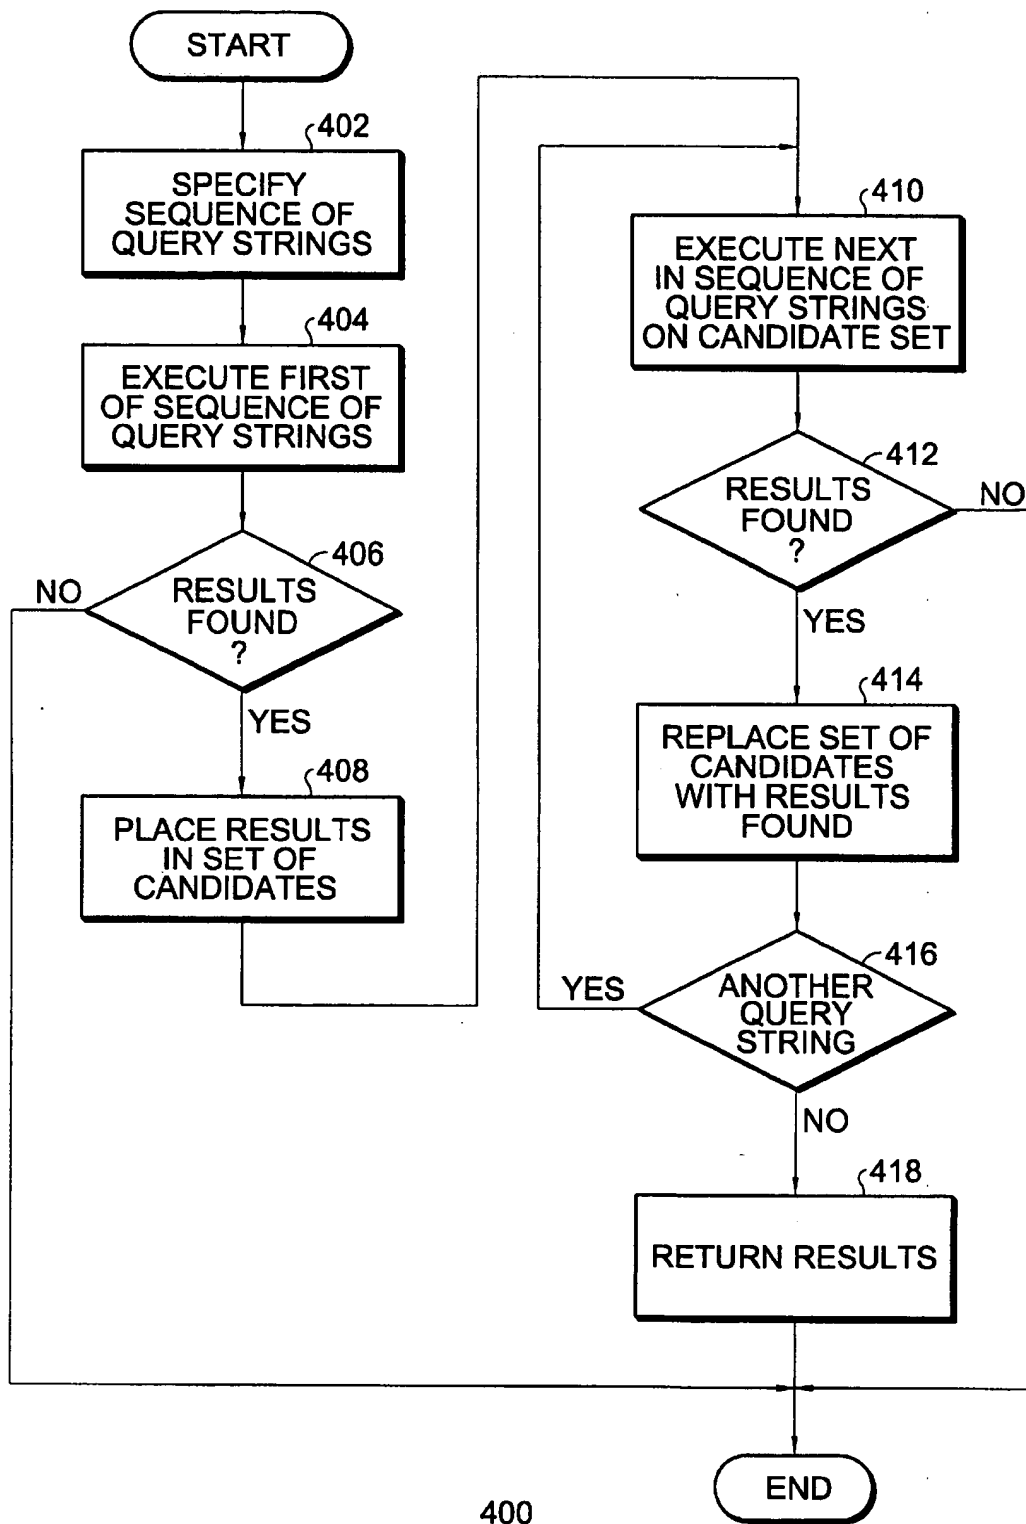 START
402
SPECIFY
SEQUENCE OF
QUERY STRINGS
404
EXECUTE FIRST
OF SEQUENCE OF
QUERY STRINGS
406
NO
RESULTS
FOUND
?
YES
408
PLACE RESULTS
IN SET OF
CANDIDATES
410
EXECUTE NEXT
IN SEQUENCE OF
QUERY STRINGS
ON CANDIDATE SET
412
RESULTS
FOUND
?
NO
YES
414
REPLACE SET OF
CANDIDATES
WITH RESULTS
FOUND
416
YES
ANOTHER
QUERY
STRING
NO
418
RETURN RESULTS
END
400